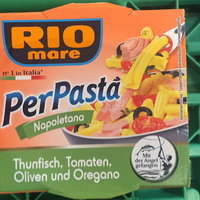 RIO
mare
n° 1 in Italia*
PerPasta
Napoletana
Thunfisch, Tomaten,
Oliven und Oregano
Mit
der Angel
gefangen